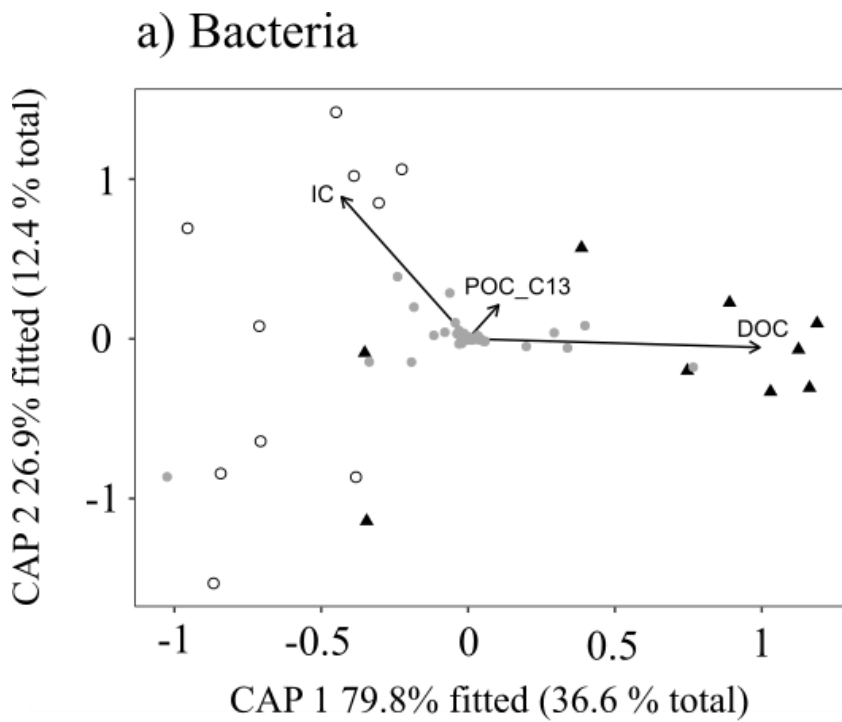 a) Bacteria
CAP 2 26.9% fitted (12.4 % total)
1
0
-1
IC
POC_C13
DOC
-1
-0.5
0
0.5
1
CAP 1 79.8% fitted (36.6 % total)